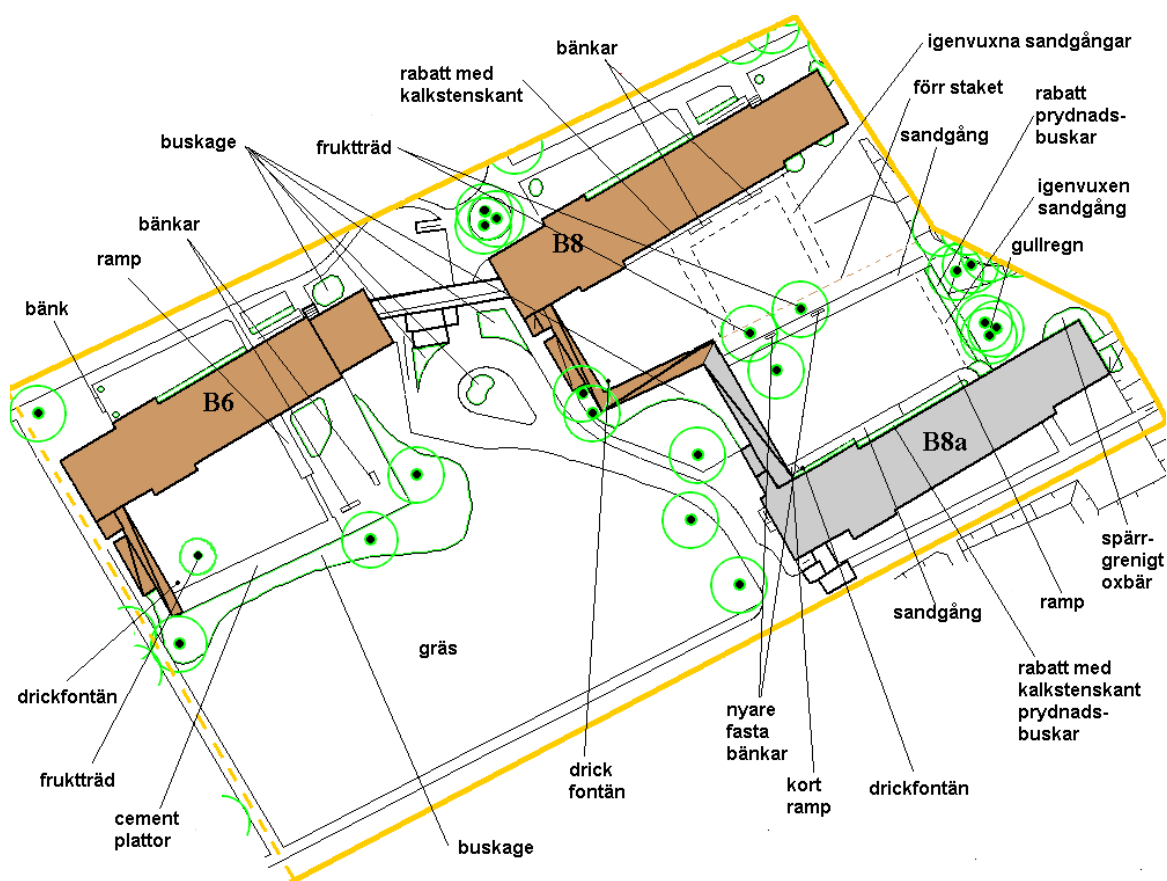 bänkar
igenvuxna sandgångar
rabatt med
kalkstenskant
förr staket
rabatt
prydnads-
buskar
buskage
fruktträd
sandgång
igenvuxen
sandgång
bänkar
gullregn
ramp
B8
bänk
B6
B8a
spärr-
grenigt
oxbär
sandgång
ramp
gräs
rabatt med
kalkstenskant
prydnads-
buskar
drickfontän
nyare
fasta
bänkar
fruktträd
drick
fontän
kort
ramp
drickfontän
cement
plattor
buskage